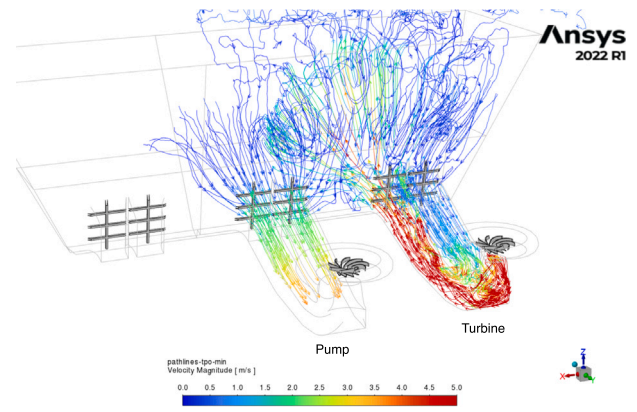 Ansys
2022 R1
Turbine
Pump
pathlines-tpo-min
Velocity Magnitude [ m/s ]
0.0 0.5 1.0 1.5 2.0 2.5 3.0 3.5 4.0 4.5 5.0
Z
X
Y